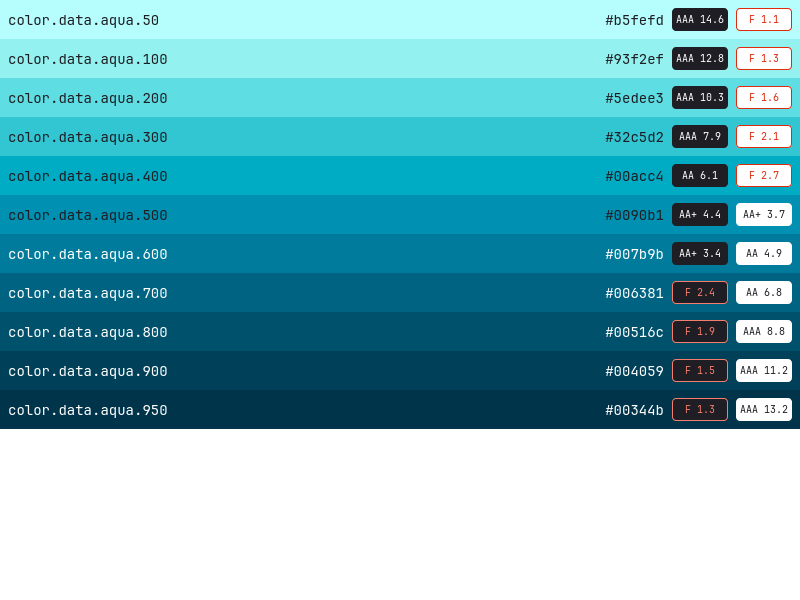 color.data.aqua.50 #b5fefd AAA 14.6 F 1.1
color.data.aqua.100 #93f2ef AAA 12.8 F 1.3
color.data.aqua.200 #5edee3 AAA 10.3 F 1.6
color.data.aqua.300 #32c5d2 AAA 7.9 F 2.1
color.data.aqua.400 #00acc4 AA 6.1 F 2.7
color.data.aqua.500 #0090b1 AA+ 4.4 AA+ 3.7
color.data.aqua.600 #007b9b AA+ 3.4 AA 4.9
color.data.aqua.700 #006381 F 2.4 AA 6.8
color.data.aqua.800 #00516c F 1.9 AAA 8.8
color.data.aqua.900 #004059 F 1.5 AAA 11.2
color.data.aqua.950 #00344b F 1.3 AAA 13.2